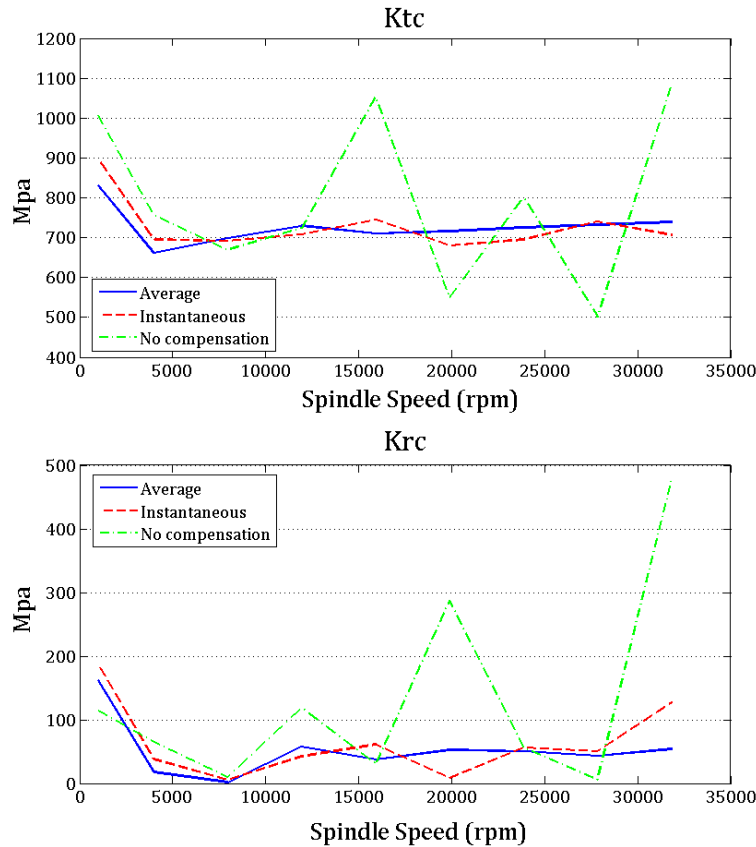 Ktc
1200
1100
1000
900
800
700
600
500
400
Mpa
Average
Instantaneous
No compensation
0 5000 10000 15000 20000 25000 30000 35000
Spindle Speed (rpm)
Krc
500
400
300
200
100
0
Mpa
Average
Instantaneous
No compensation
0 5000 10000 15000 20000 25000 30000 35000
Spindle Speed (rpm)